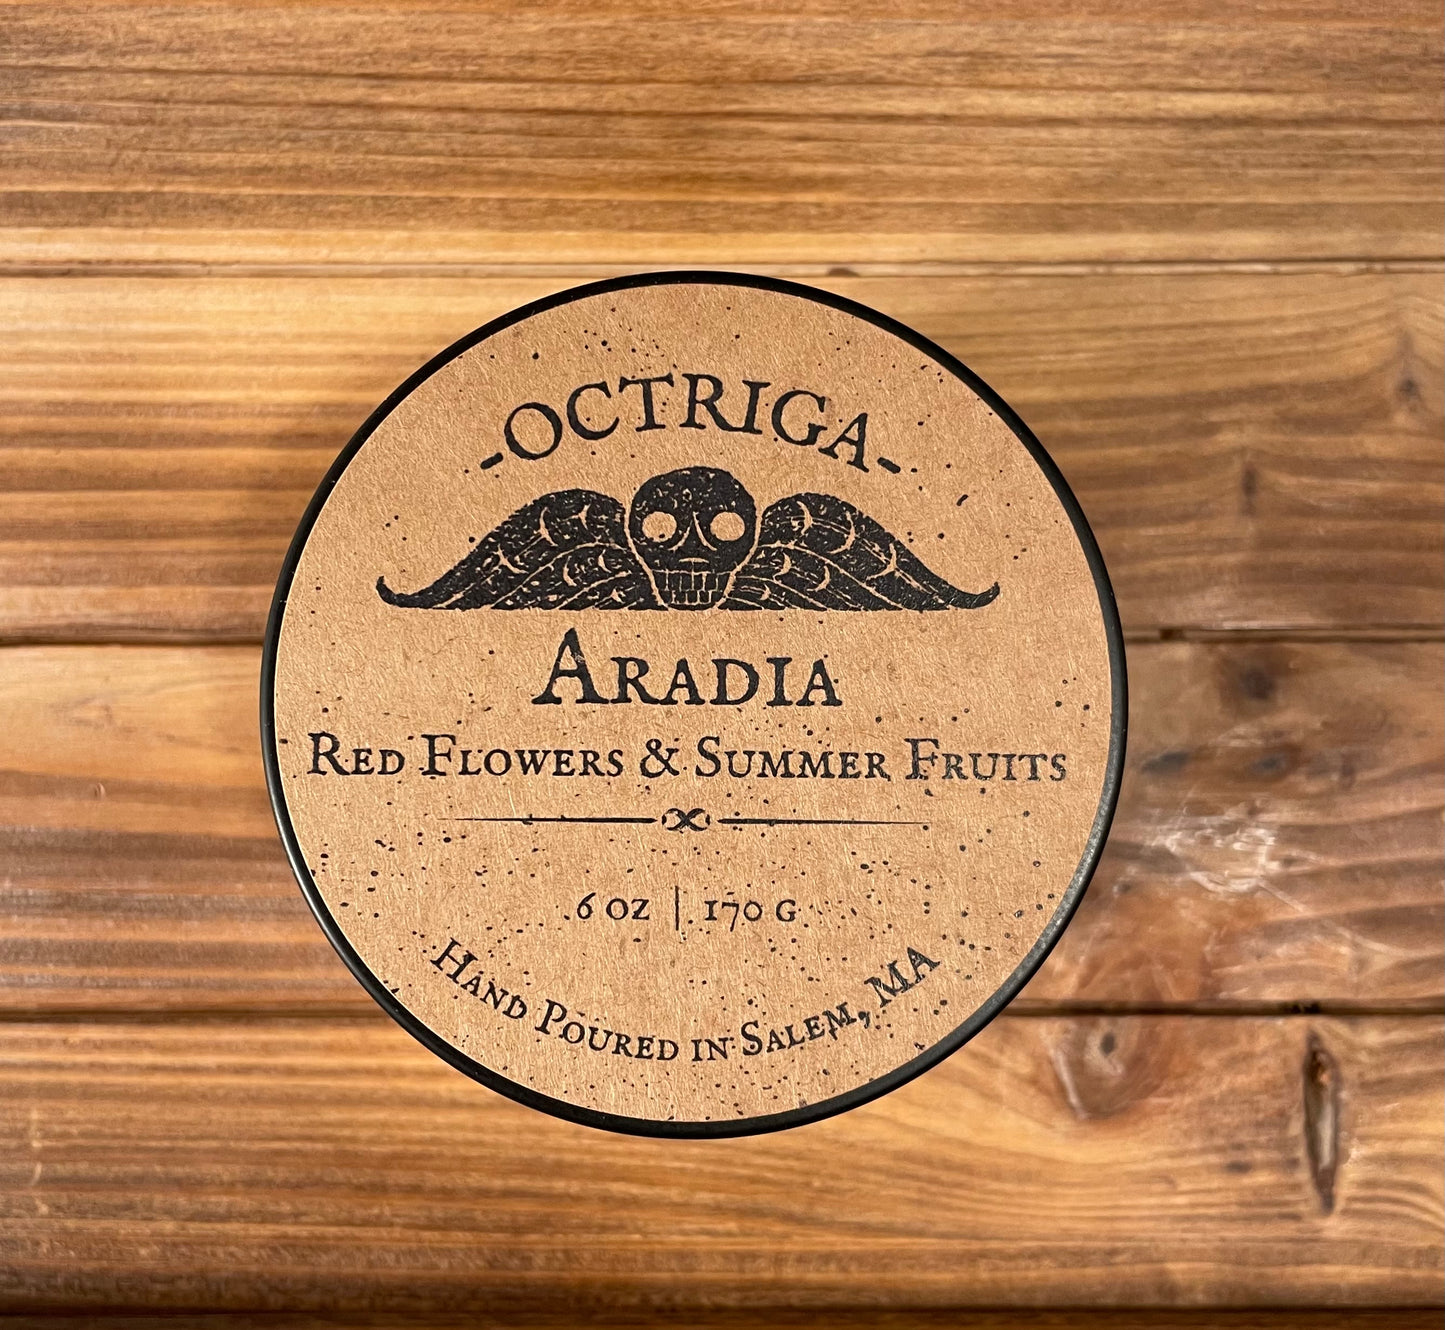 -OCTRIGA-
ARADIA
RED FLOWERS & SUMMER FRUITS
6 OZ | 170 G
HAND POURED IN SALEM, MA